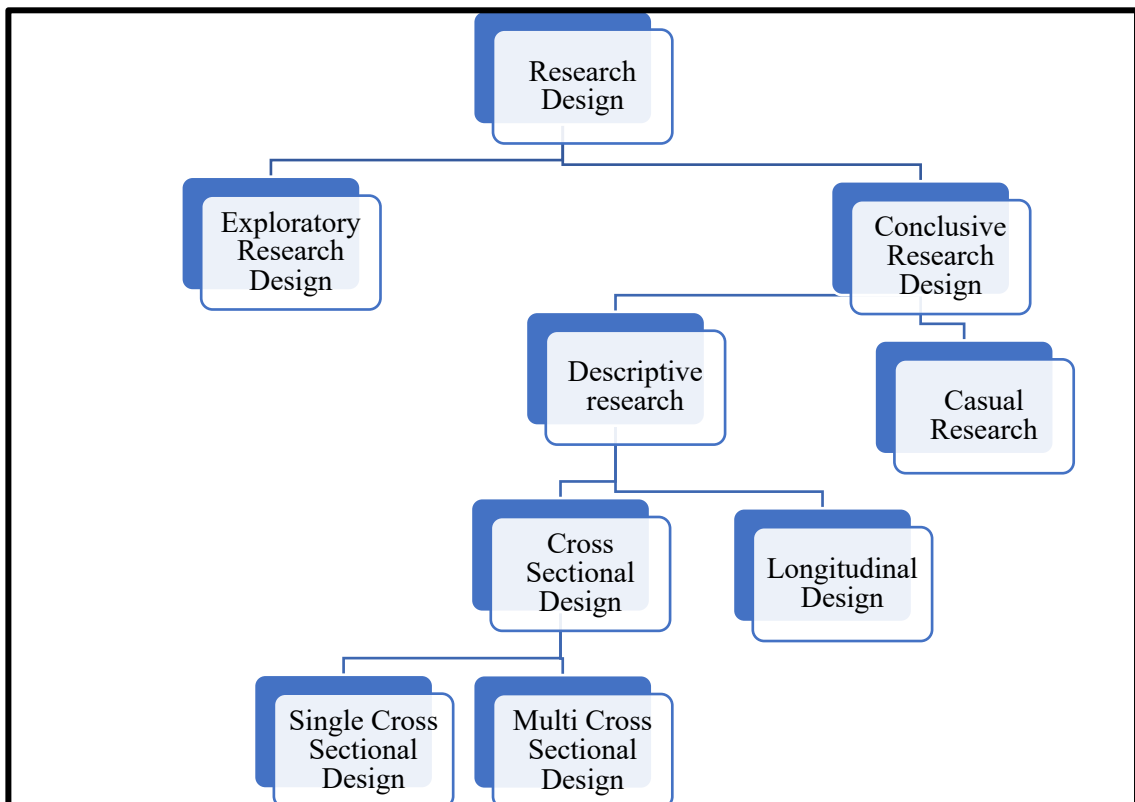 Research
Design
Exploratory
Research
Design
Conclusive
Research
Design
Descriptive
research
Casual
Research
Cross
Sectional
Design
Longitudinal
Design
Single Cross
Sectional
Design
Multi Cross
Sectional
Design